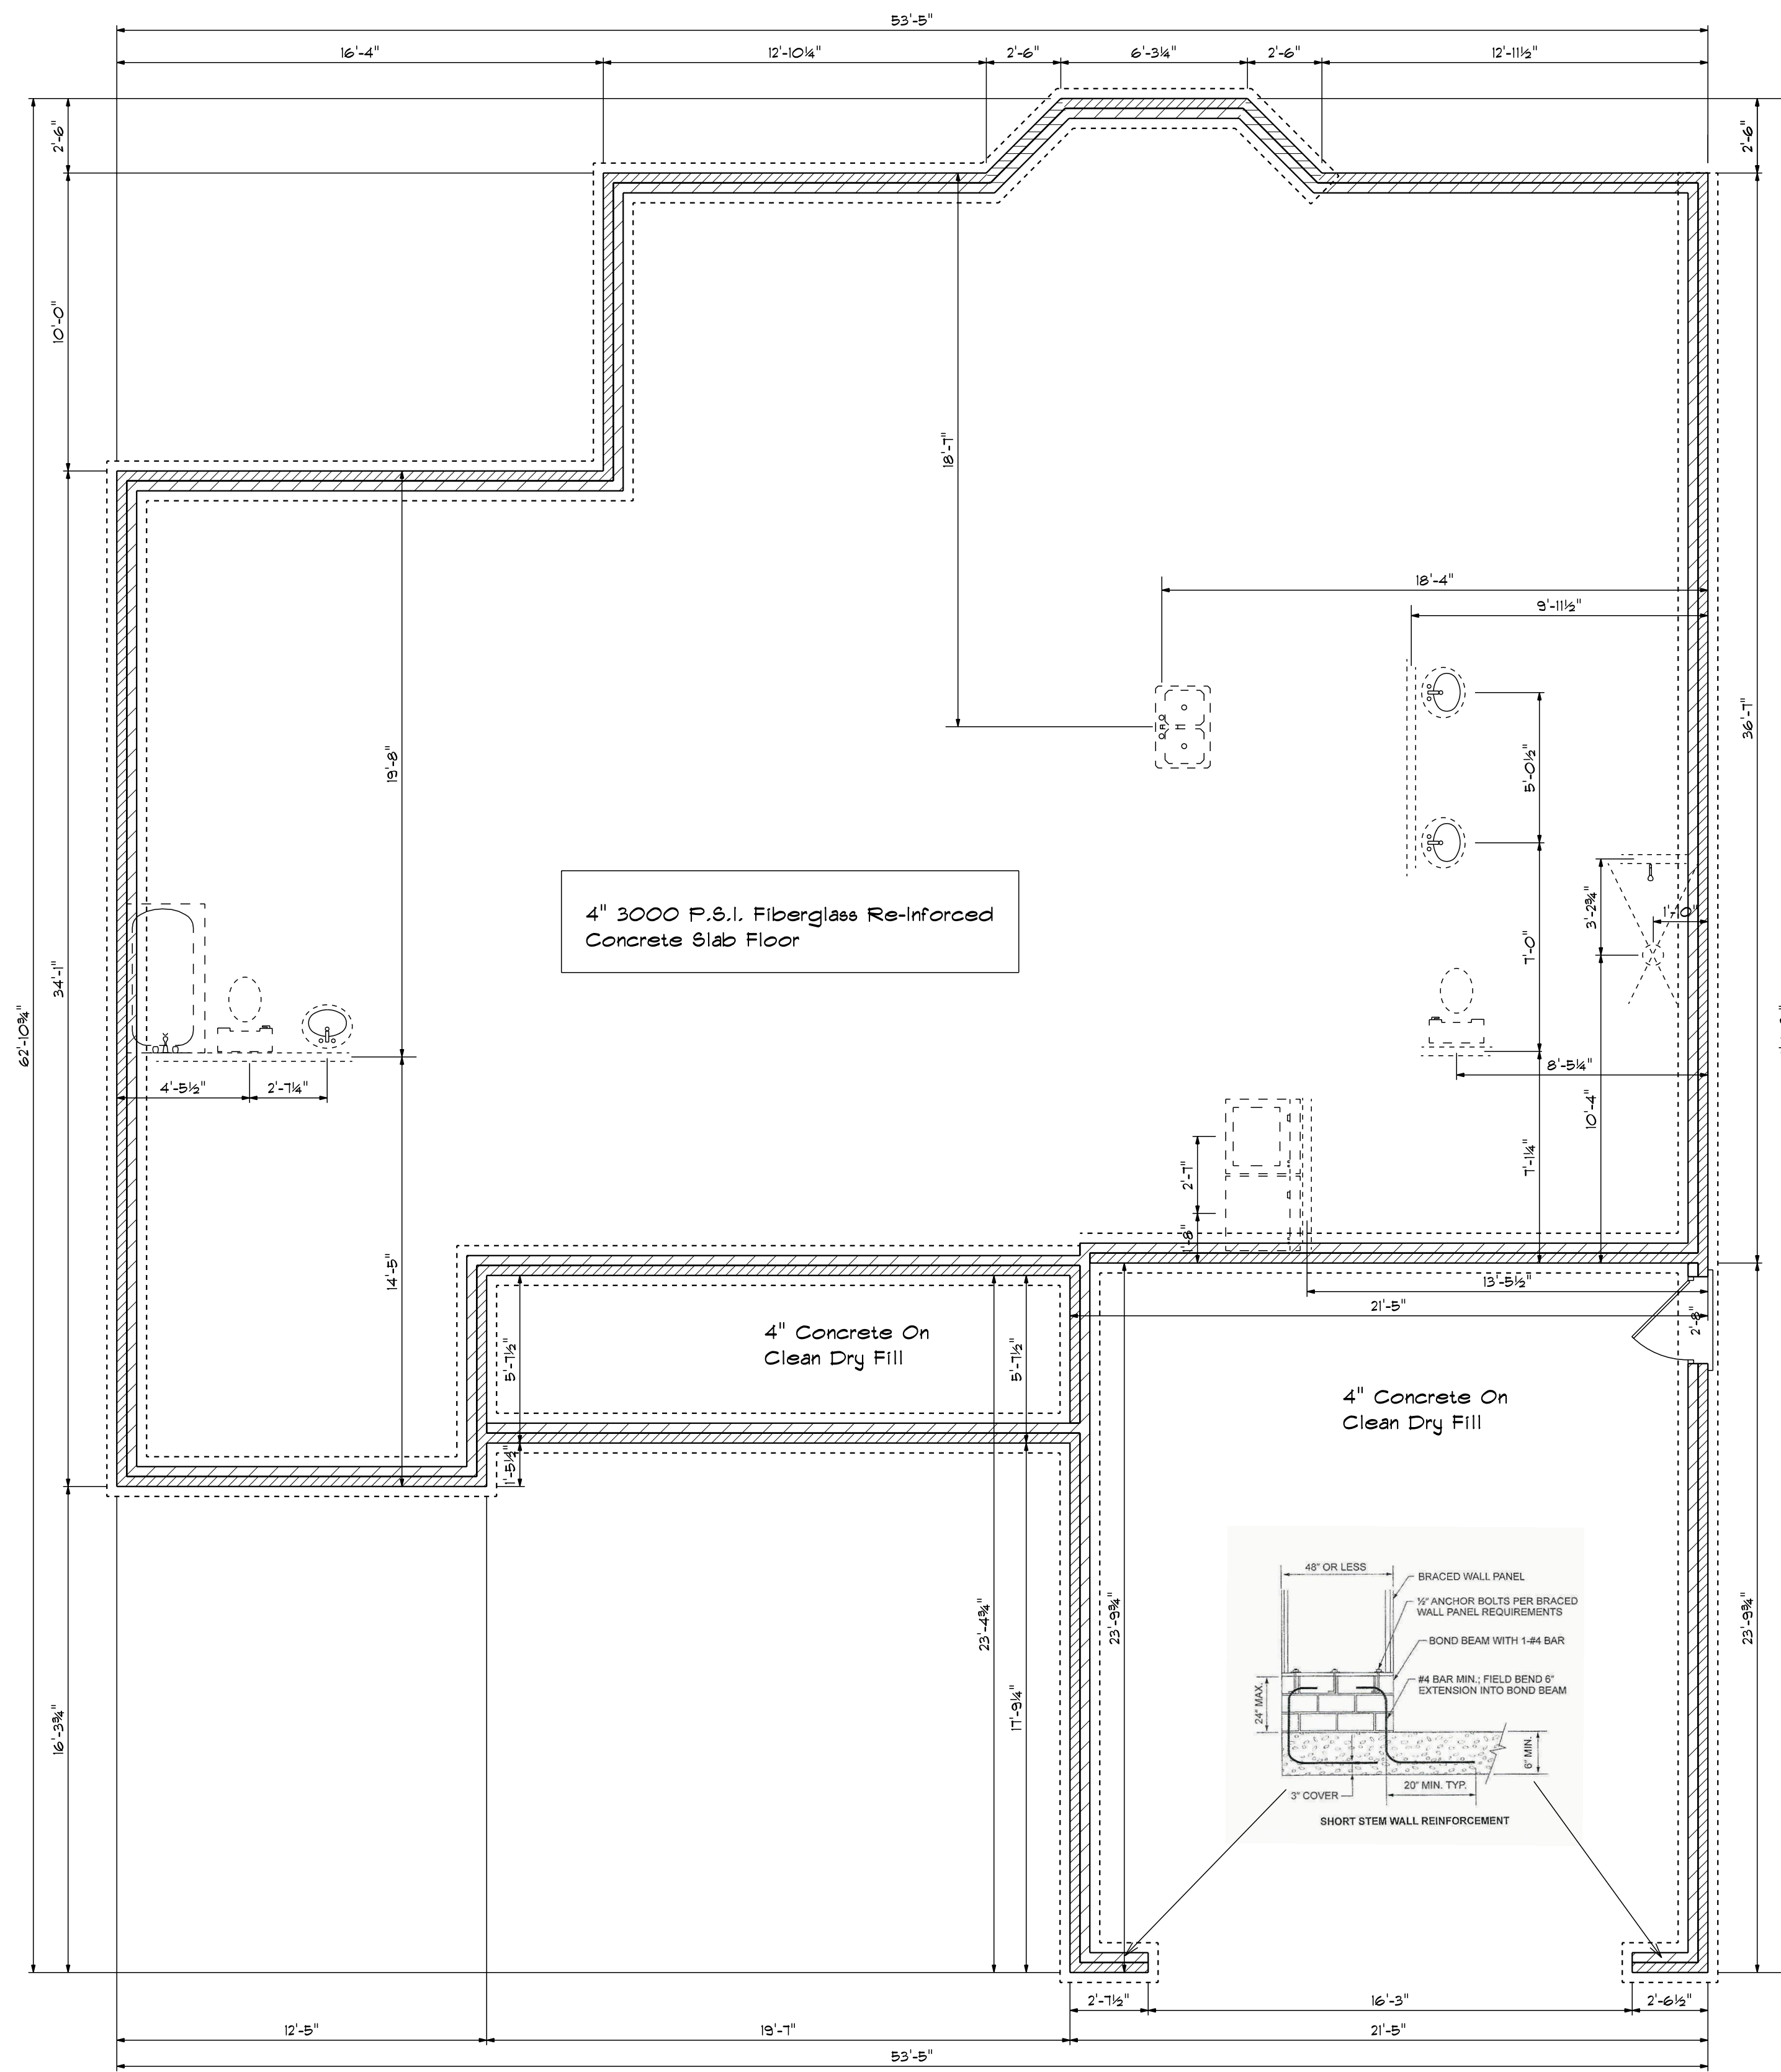 53'-5"
16'-4"
12'-10¼"
2'-6"
6'-3¼"
2'-6"
12'-11½"
2'-6"
2'-6"
10'-0"
18'-7"
18'-4"
9'-11½"
36'-7"
5'-0½"
19'-8"
4" 3000 P.S.I. Fiberglass Re-Inforced
Concrete Slab Floor
3'-2¾"
1'-10"
7'-0"
34'-1"
62'-10¾"
4'-5½"
2'-7¼"
8'-5¼"
10'-4"
7'-1¼"
2'-7"
1'-8"
14'-5"
13'-5½"
21'-5"
2'-8"
4" Concrete On
Clean Dry Fill
5'-7½"
5'-7½"
4" Concrete On
Clean Dry Fill
1'-5½"
48" OR LESS
BRACED WALL PANEL
½" ANCHOR BOLTS PER BRACED
WALL PANEL REQUIREMENTS
BOND BEAM WITH 1-#4 BAR
#4 BAR MIN.; FIELD BEND 6"
EXTENSION INTO BOND BEAM
24" MAX.
6" MIN.
20" MIN. TYP.
3" COVER
SHORT STEM WALL REINFORCEMENT
23'-4¾"
23'-9¾"
23'-9¾"
17'-9¼"
16'-3¾"
2'-7½"
16'-3"
2'-6½"
12'-5"
19'-7"
21'-5"
53'-5"